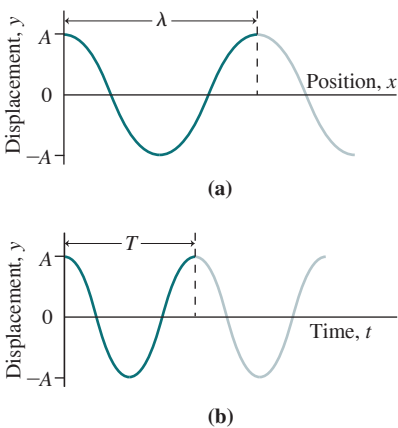 Displacement, y
A
λ
0
Position, x
−A
(a)
Displacement, y
A
T
0
Time, t
−A
(b)